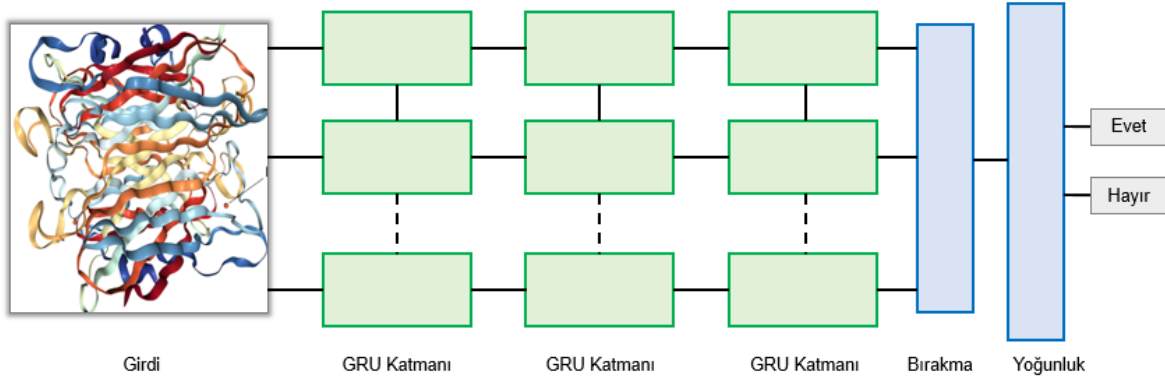 Evet
Hayır
Girdi
GRU Katmanı
GRU Katmanı
GRU Katmanı
Bırakma
Yoğunluk